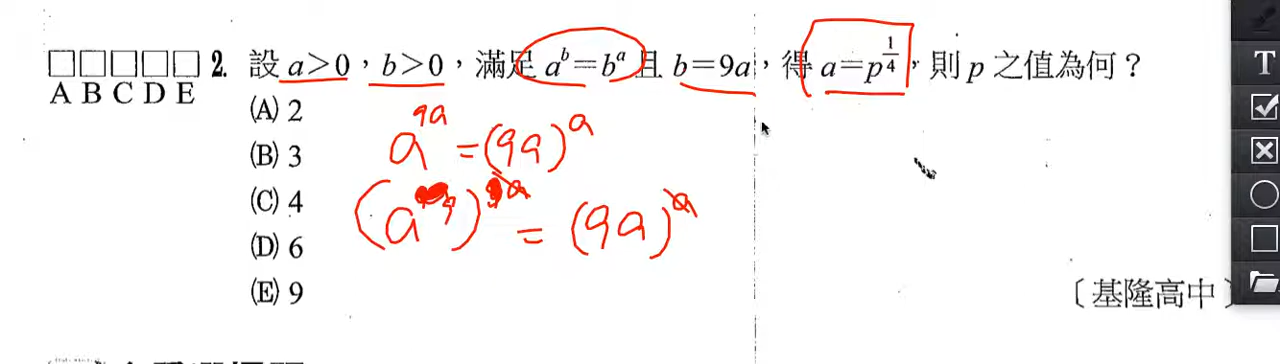 □□□□□ 2. 設 a>0，b>0，滿足 a^b=b^a 且 b=9a，得 a=p^{1/4}，則 p 之值為何？
A B C D E
(A) 2
(B) 3
(C) 4
(D) 6
(E) 9
a^{9a} = (9a)^a
(a^9)^a = (9a)^a
〔基隆高中〕
T